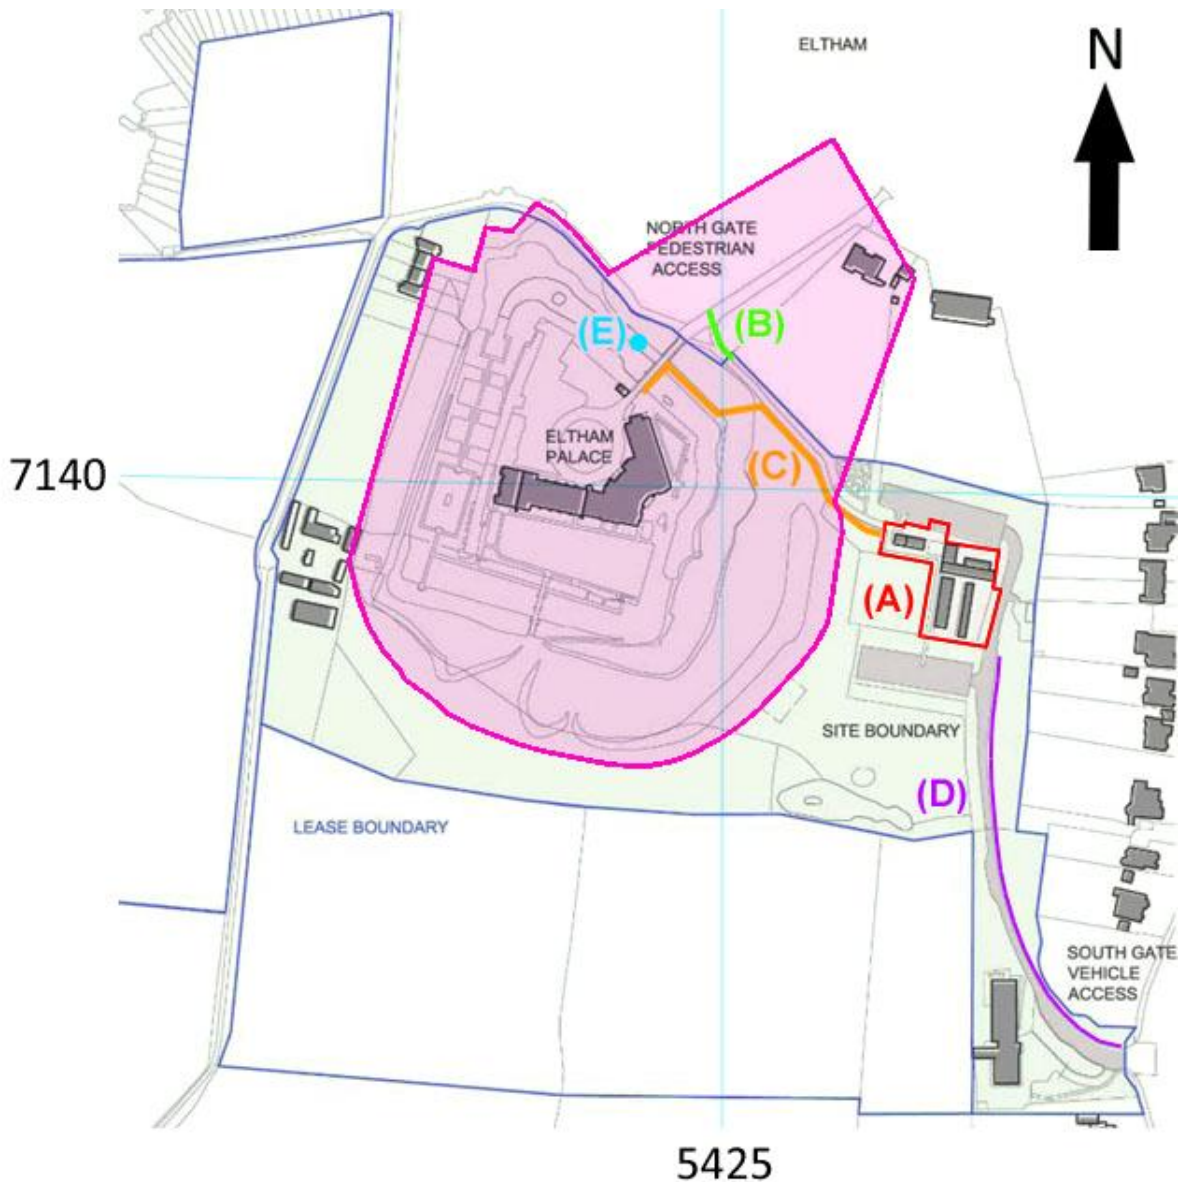 ELTHAM
N
NORTH GATE
PEDESTRIAN
ACCESS
(E)
(B)
ELTHAM
PALACE
(C)
7140
(A)
SITE BOUNDARY
(D)
LEASE BOUNDARY
SOUTH GATE
VEHICLE
ACCESS
5425